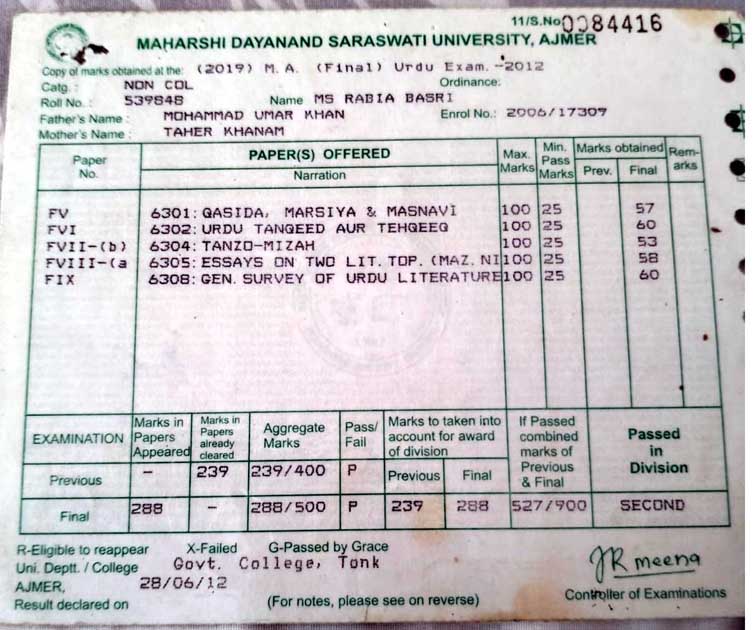 11/S.No 0084416
MAHARSHI DAYANAND SARASWATI UNIVERSITY, AJMER
Copy of marks obtained at the: (2019) M.A. (Final) Urdu Exam.-2012
Catg. : NON COL Ordinance:
Roll No. : 539848 Name MS RABIA BASRI
Father's Name : MOHAMMAD UMAR KHAN Enrol No.: 2006/17309
Mother's Name : TAHER KHANAM
Paper No. PAPER(S) OFFERED Narration Max. Marks Min. Pass Marks Marks obtained Prev. Final Rem-arks
FV 6301: QASIDA, MARSIYA & MASNAVI 100 25 57
FVI 6302: URDU TANQEED AUR TEHQEEG 100 25 60
FVII-(b) 6304: TANZO-MIZAH 100 25 53
FVIII-(a 6305: ESSAYS ON TWO LIT. TOP. (MAZ. NI 100 25 58
FIX 6308: GEN. SURVEY OF URDU LITERATURE 100 25 60
EXAMINATION Marks in Papers Appeared Marks in Papers already cleared Aggregate Marks Pass/ Fail Marks to taken into account for award of division If Passed combined marks of Previous & Final Passed in Division
Previous - 239 239/400 P Previous Final
Final 288 - 288/500 P 239 288 527/900 SECOND
R-Eligible to reappear X-Failed G-Passed by Grace
Uni. Deptt. / College Govt. College, Tonk
AJMER, 28/06/12
JR meena
Result declared on (For notes, please see on reverse) Controller of Examinations